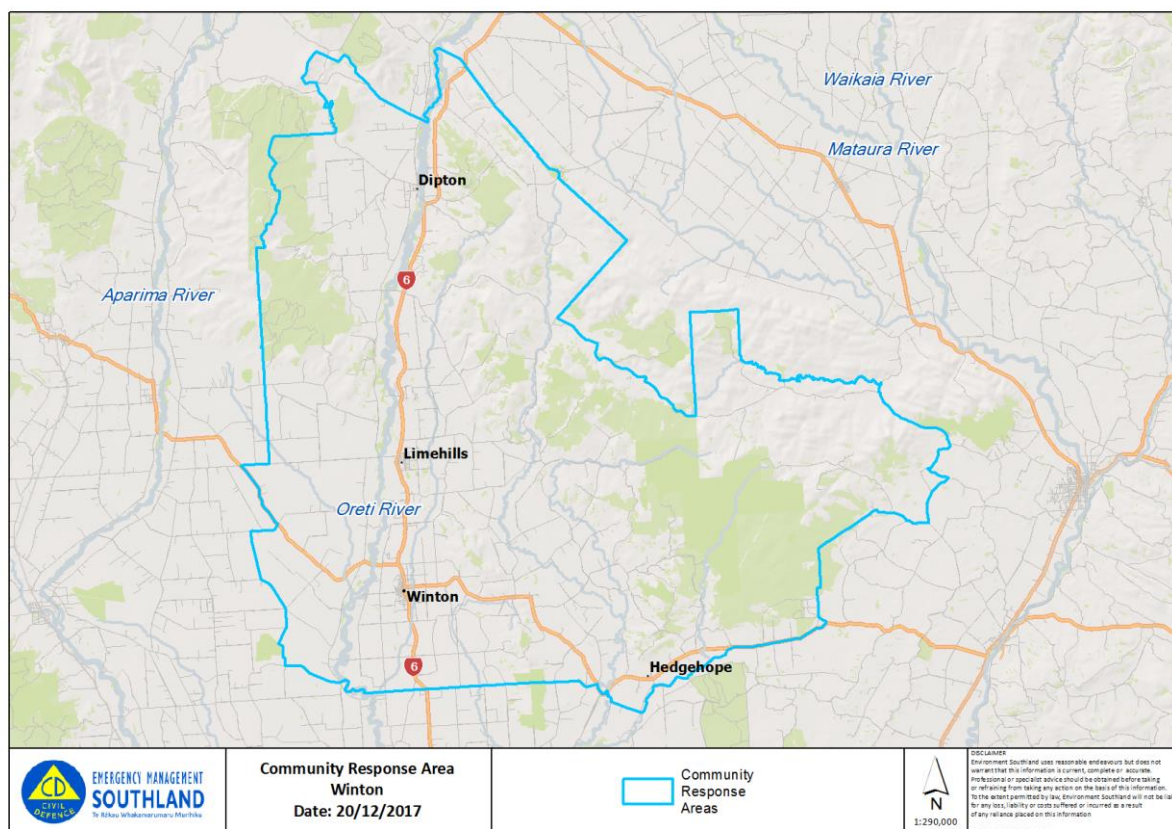 Waikaia River
Mataura River
Dipton
6
Aparima River
Limehills
Oreti River
Winton
6
Hedgehope
CD
CIVIL
DEFENCE
EMERGENCY MANAGEMENT
SOUTHLAND
Te Rākau Whakamarumaru Murihiku
Community Response Area
Winton
Date: 20/12/2017
Community
Response
Areas
N
1:290,000
DISCLAIMER
Environment Southland uses reasonable endeavours but does not
warrant that this information is current, complete or accurate.
Professional or specialist advice should be obtained before taking
or refraining from taking any action on the basis of this information.
To the extent permitted by law, Environment Southland will not be liable
for any loss, liability or costs suffered or incurred as a result
of any reliance placed on this information